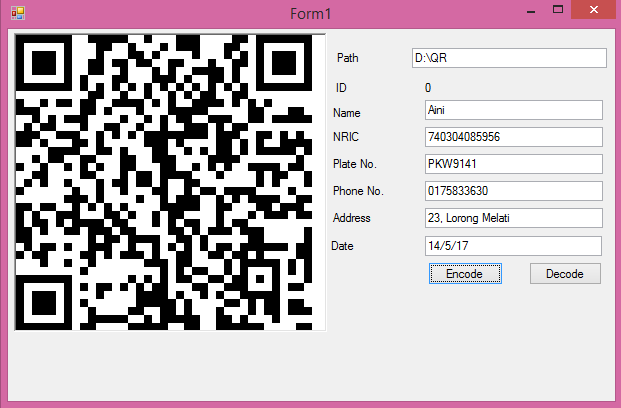 Form1
Path D:\QR
ID 0
Name Aini
NRIC 740304085956
Plate No. PKW9141
Phone No. 0175833630
Address 23, Lorong Melati
Date 14/5/17
Encode Decode